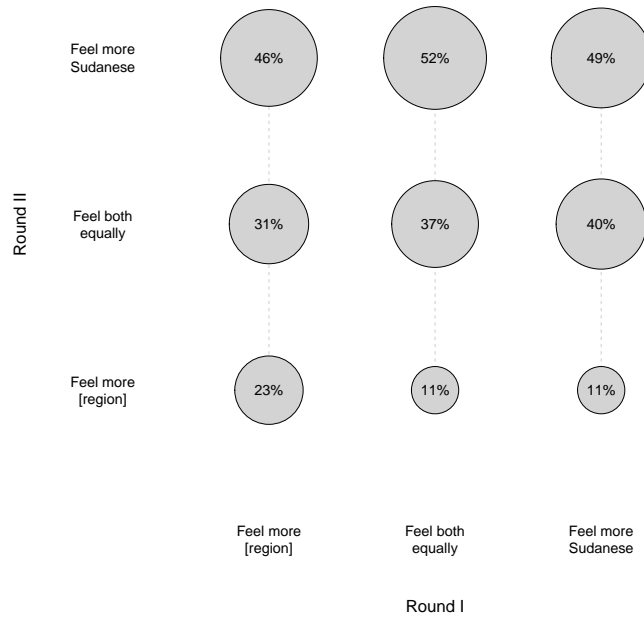 Feel more
Sudanese
46%
52%
49%
Round II
Feel both
equally
31%
37%
40%
Feel more
[region]
23%
11%
11%
Feel more
[region]
Feel both
equally
Feel more
Sudanese
Round I